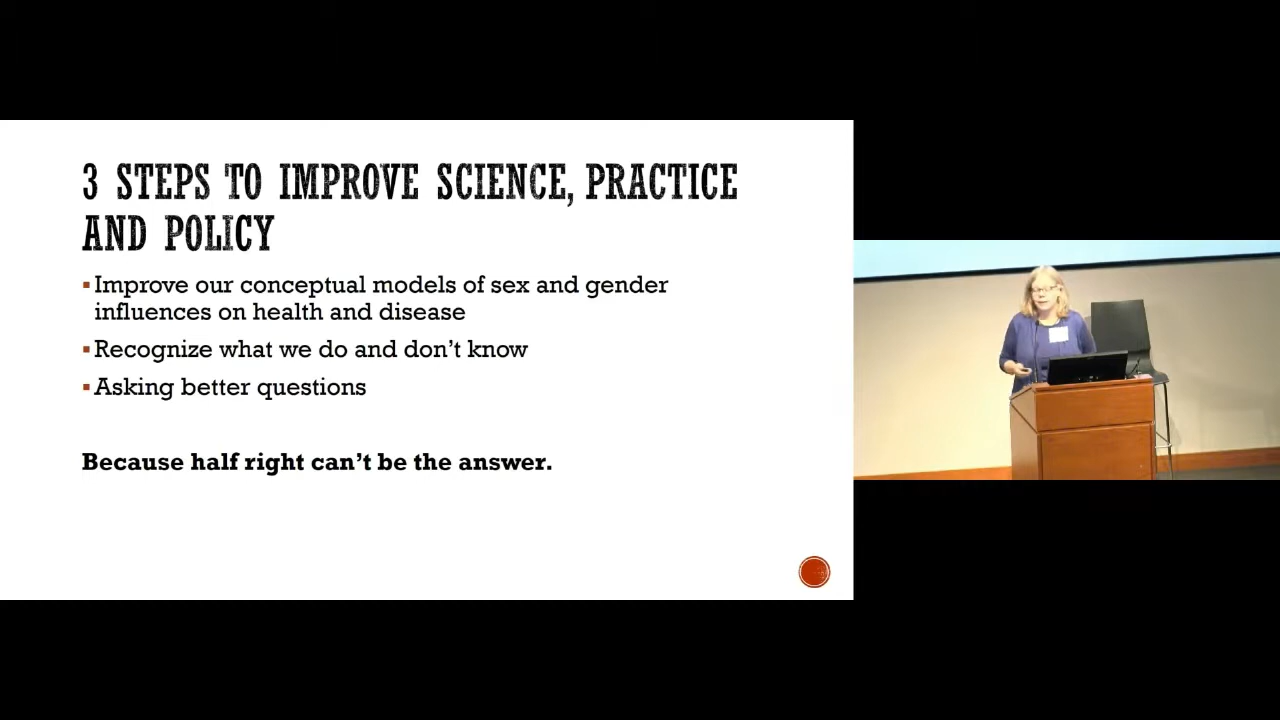 3 STEPS TO IMPROVE SCIENCE, PRACTICE
AND POLICY
▪Improve our conceptual models of sex and gender
influences on health and disease
▪Recognize what we do and don't know
▪Asking better questions
Because half right can't be the answer.